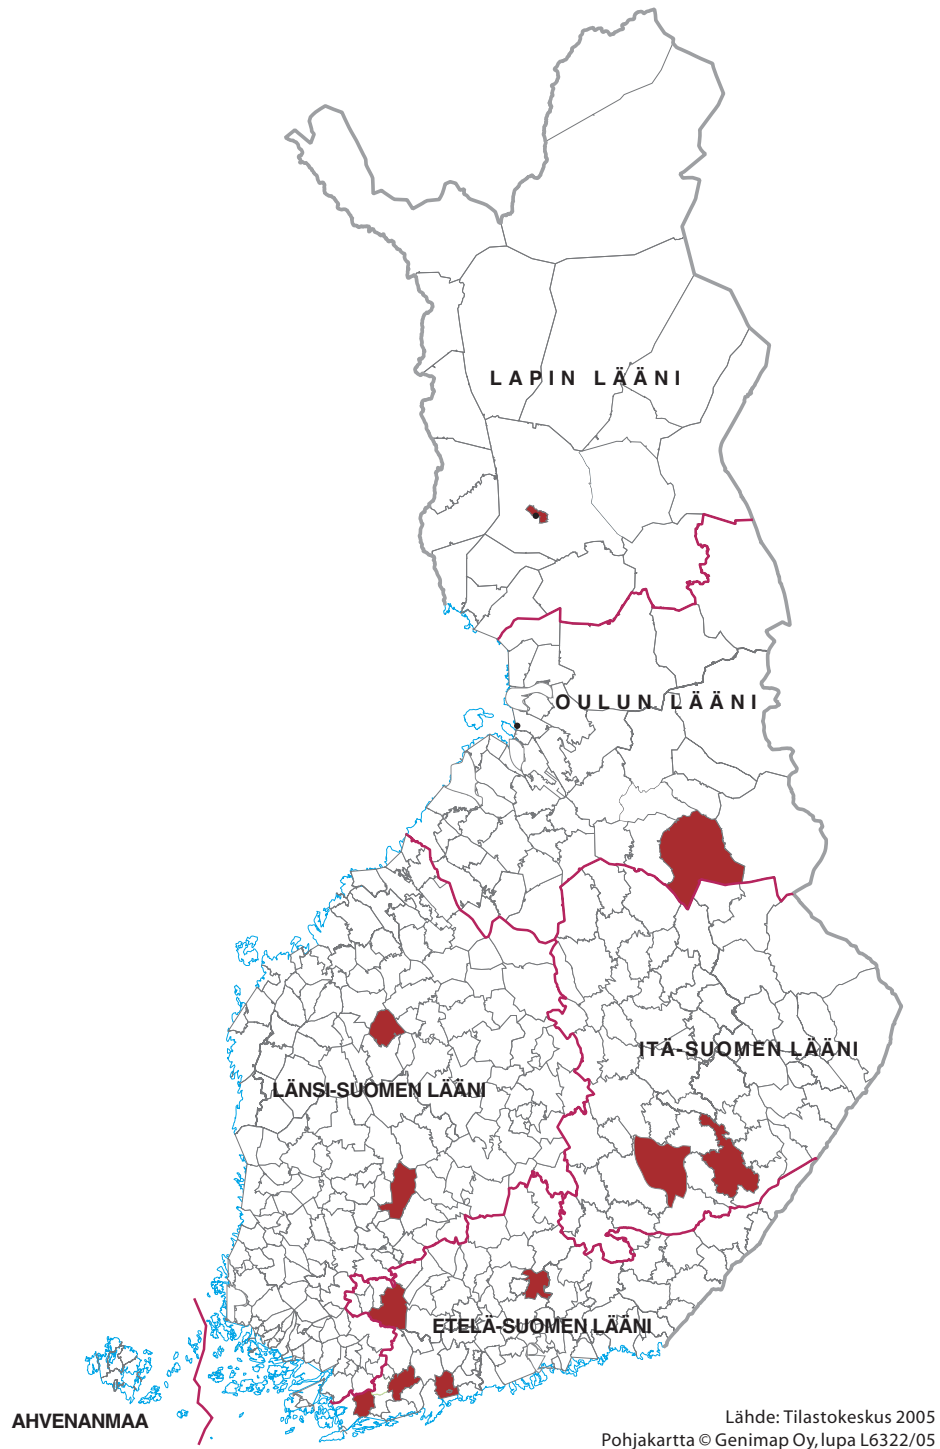 LAPIN LÄÄNI
OULUN LÄÄNI
ITÄ-SUOMEN LÄÄNI
LÄNSI-SUOMEN LÄÄNI
ETELÄ-SUOMEN LÄÄNI
AHVENANMAA
Lähde: Tilastokeskus 2005
Pohjakartta © Genimap Oy, lupa L6322/05